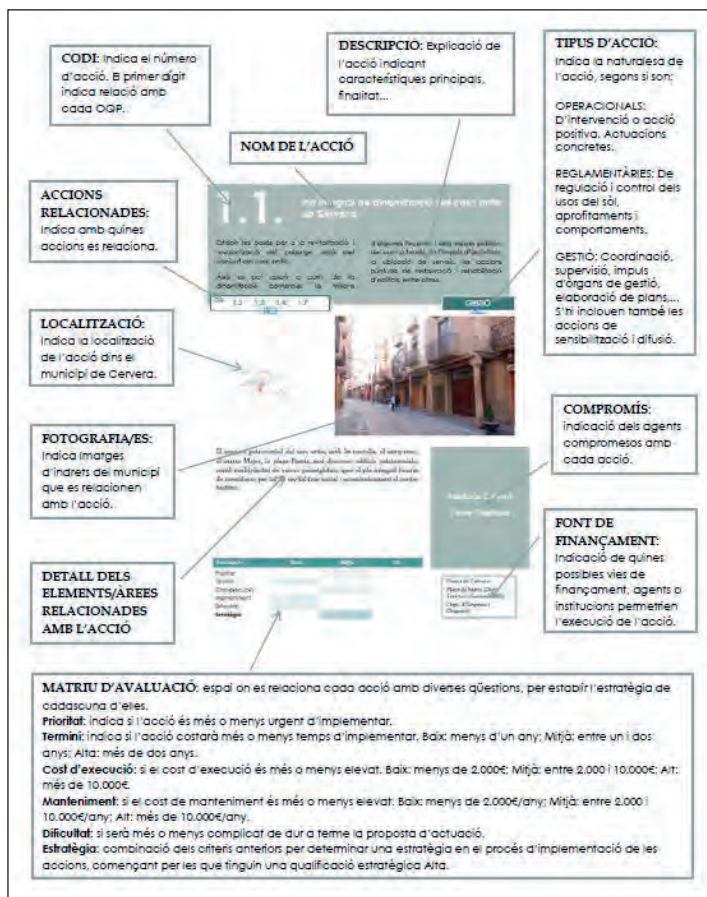 CODI: Indica el número
d'acció. El primer dígit
indica relació amb
cada OQP.
DESCRIPCIÓ: Explicació de
l'acció indicant
característiques principals,
finalitat...
TIPUS D'ACCIÓ:
Indica la naturalesa de
l'acció, segons si son:
OPERACIONALS:
D'intervenció o acció
positiva. Actuacions
concretes.
REGLAMENTÀRIES: De
regulació i control dels
usos del sòl,
aprofitaments i
comportaments.
GESTIÓ: Coordinació,
supervisió, impuls
d'òrgans de gestió,
elaboració de plans,...
S'hi inclouen també les
accions de
sensibilització i difusió.
NOM DE L'ACCIÓ
ACCIONS
RELACIONADES:
Indica amb quines
accions es relaciona.
1.1.
integral de dinamització del casc antic
de Cervera
GESTIÓ
LOCALITZACIÓ:
Indica la localització
de l'acció dins el
municipi de Cervera.
FOTOGRAFIA/ES:
Indica imatges
d'indrets del municipi
que es relacionen
amb l'acció.
COMPROMÍS:
indicació dels agents
compromesos amb
cada acció.
FONT DE
FINANÇAMENT:
Indicació de quines
possibles vies de
finançament, agents o
institucions permetrien
l'execució de l'acció.
DETALL DELS
ELEMENTS/ÀREES
RELACIONADES
AMB L'ACCIÓ
MATRIU D'AVALUACIÓ: espai on es relaciona cada acció amb diverses qüestions, per establir l'estratègia de
cadascuna d'elles.
Prioritat: indica si l'acció és més o menys urgent d'implementar.
Termini: indica si l'acció costarà més o menys temps d'implementar. Baix: menys d'un any; Mitjà: entre un i dos
anys; Alta: més de dos anys.
Cost d'execució: si el cost d'execució és més o menys elevat. Baix: menys de 2.000€; Mitjà: entre 2.000 i 10.000€; Alt:
més de 10.000€.
Manteniment: si el cost de manteniment és més o menys elevat. Baix: menys de 2.000€/any; Mitjà: entre 2.000 i
10.000€/any; Alt: més de 10.000€/any.
Dificultat: si serà més o menys complicat de dur a terme la proposta d'actuació.
Estratègia: combinació dels criteris anteriors per determinar una estratègia en el procés d'implementació de les
accions, començant per les que tinguin una qualificació estratègica Alta.